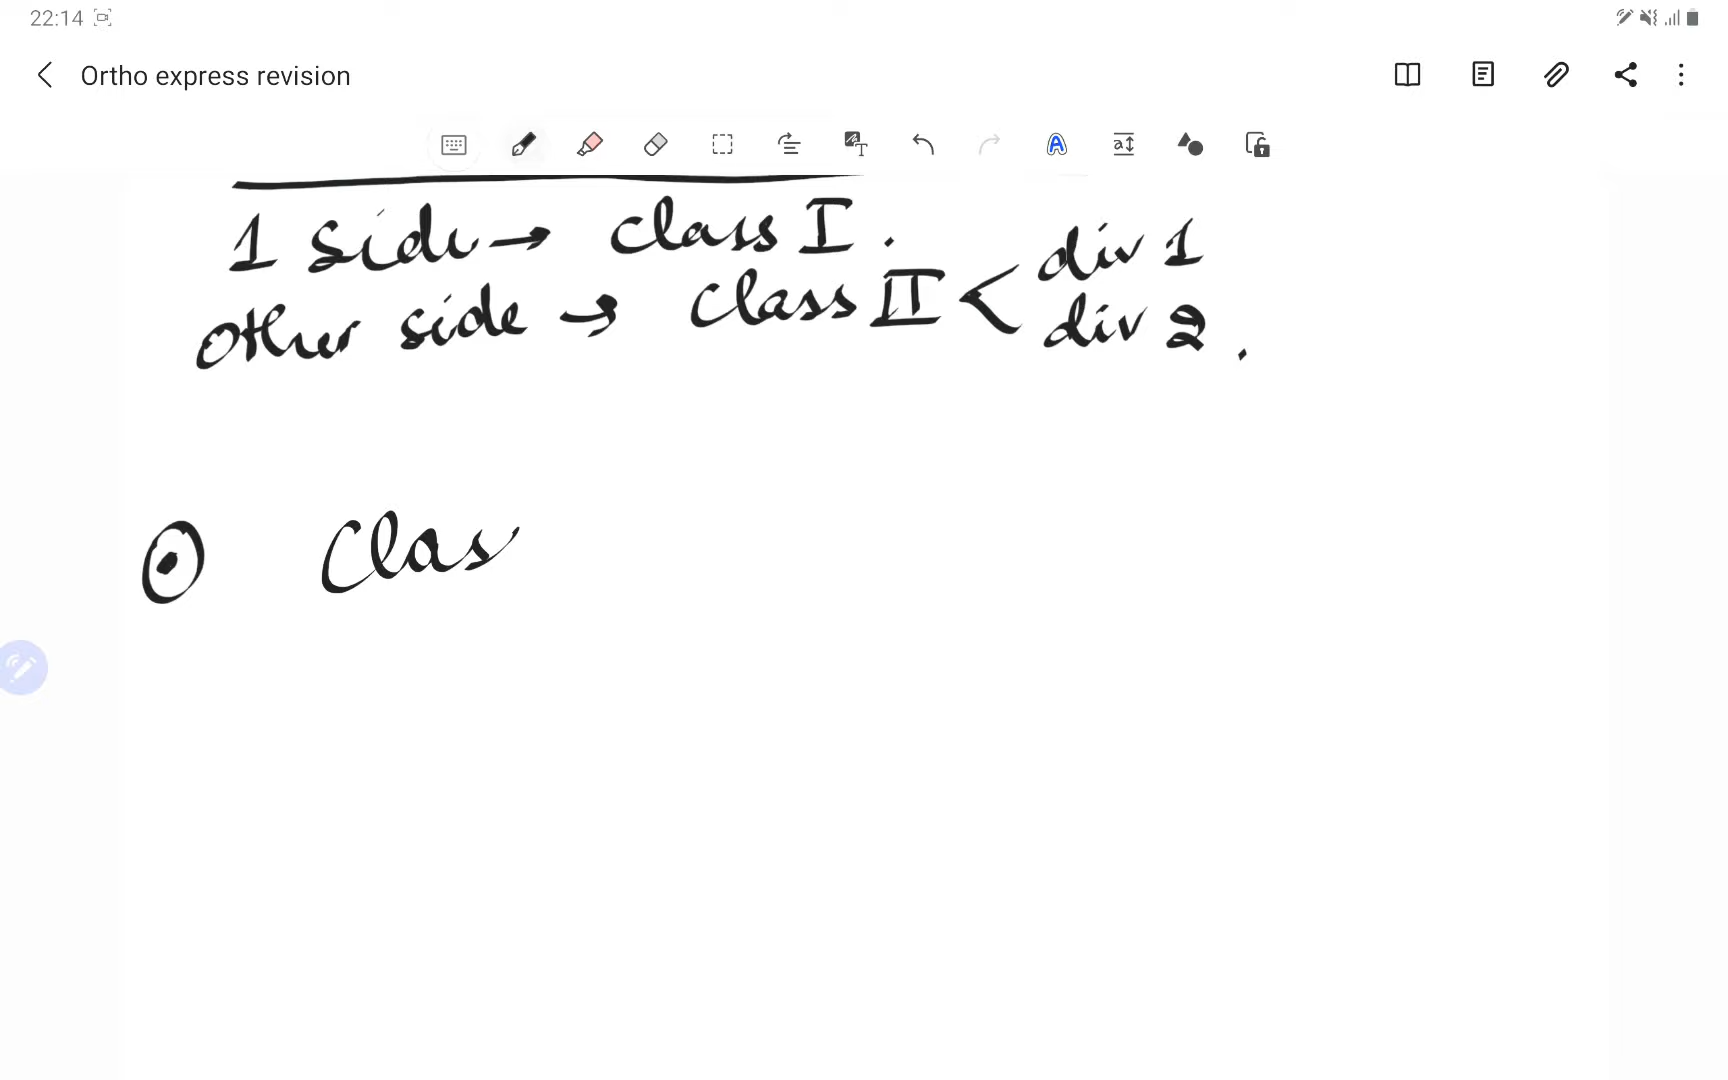 22:14
Ortho express revision
1 side → class I.
other side → class II < div 1
div 2.
⊙ Clas